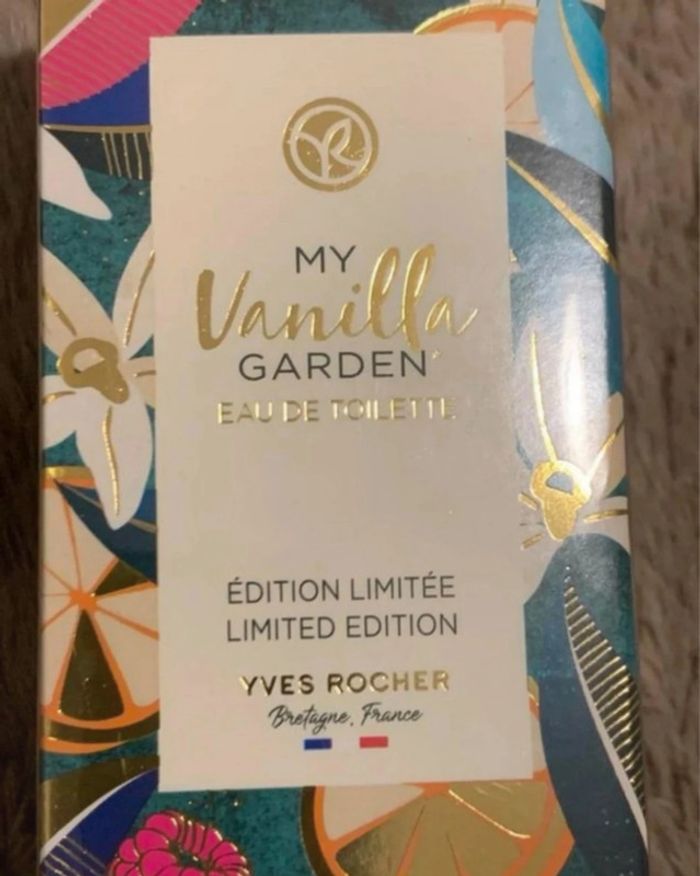 MY
Vanilla
GARDEN*
EAU DE TOILETTE
ÉDITION LIMITÉE
LIMITED EDITION
YVES ROCHER
Bretagne, France